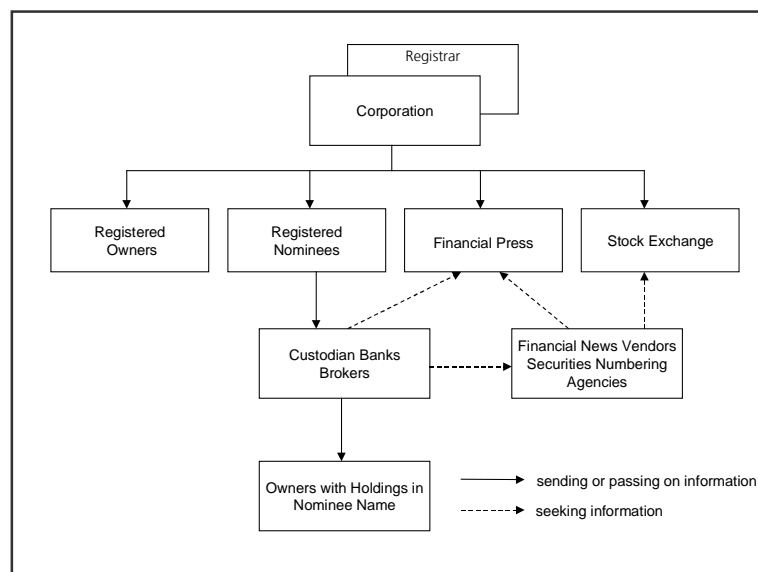 Registrar
Corporation
Registered
Owners
Registered
Nominees
Financial Press
Stock Exchange
Custodian Banks
Brokers
Financial News Vendors
Securities Numbering
Agencies
Owners with Holdings in
Nominee Name
sending or passing on information
seeking information